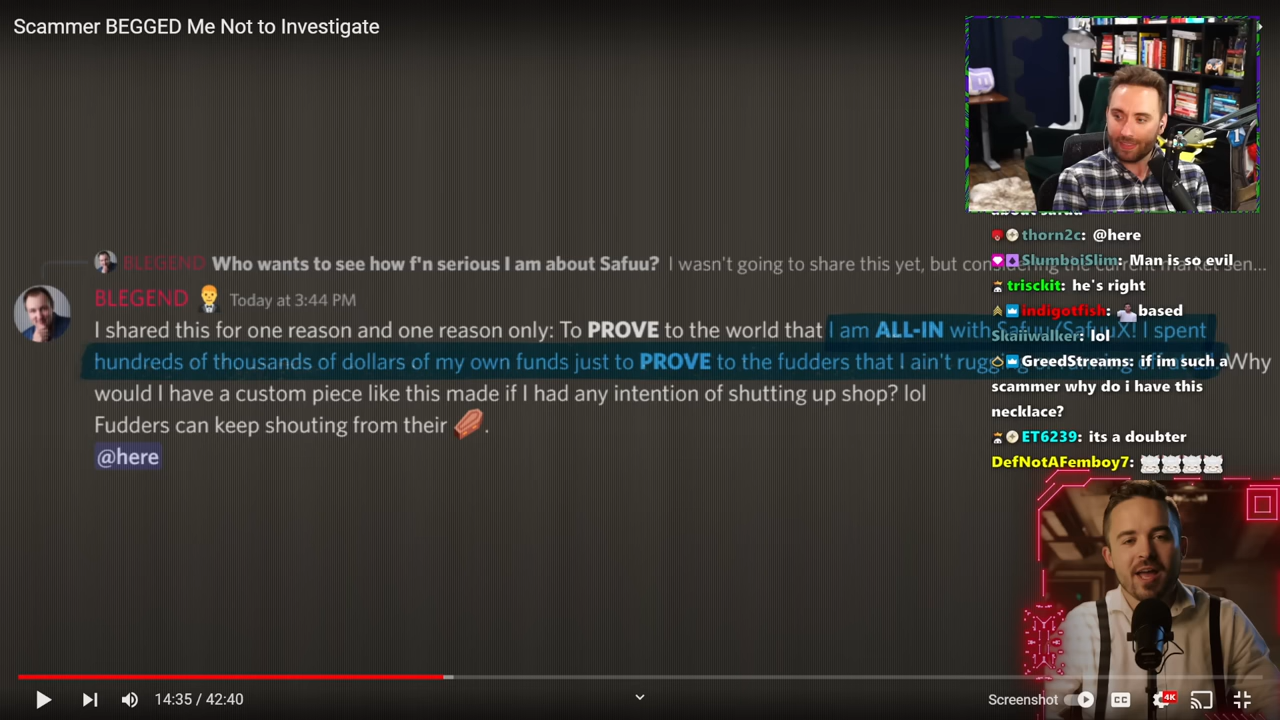 Scammer BEGGED Me Not to Investigate
thorn2c: @here
SlumboiSlim: Man is so evil
trisckit: he's right
indigotfish: based
Skaiiwalker: lol
GreedStreams: if im such a
scammer why do i have this
necklace?
ET6239: its a doubter
DefNotAFemboy7:
BLEGEND Who wants to see how f'n serious I am about Safuu? I wasn't going to share this yet, but considering the current market sen...
BLEGEND Today at 3:44 PM
I shared this for one reason and one reason only: To PROVE to the world that I am ALL-IN with Safuu/SafuuX! I spent
hundreds of thousands of dollars of my own funds just to PROVE to the fudders that I ain't Why
would I have a custom piece like this made if I had any intention of shutting up shop? lol
Fudders can keep shouting from their .
@here
14:35 / 42:40
Screenshot
CC
4K